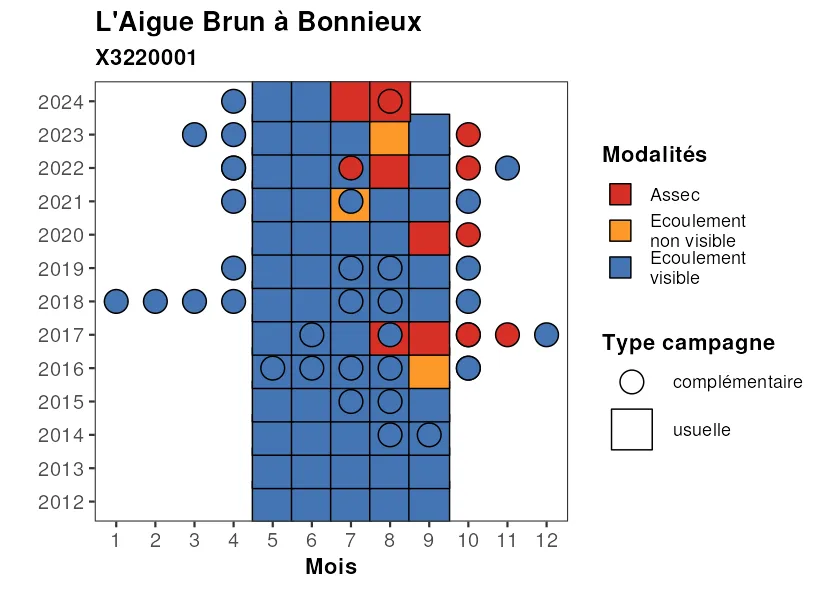 L'Aigue Brun à Bonnieux
X3220001
2024
2023
2022
2021
2020
2019
2018
2017
2016
2015
2014
2013
2012
1 2 3 4 5 6 7 8 9 10 11 12
Mois
Modalités
Assec
Ecoulement
non visible
Ecoulement
visible
Type campagne
complémentaire
usuelle